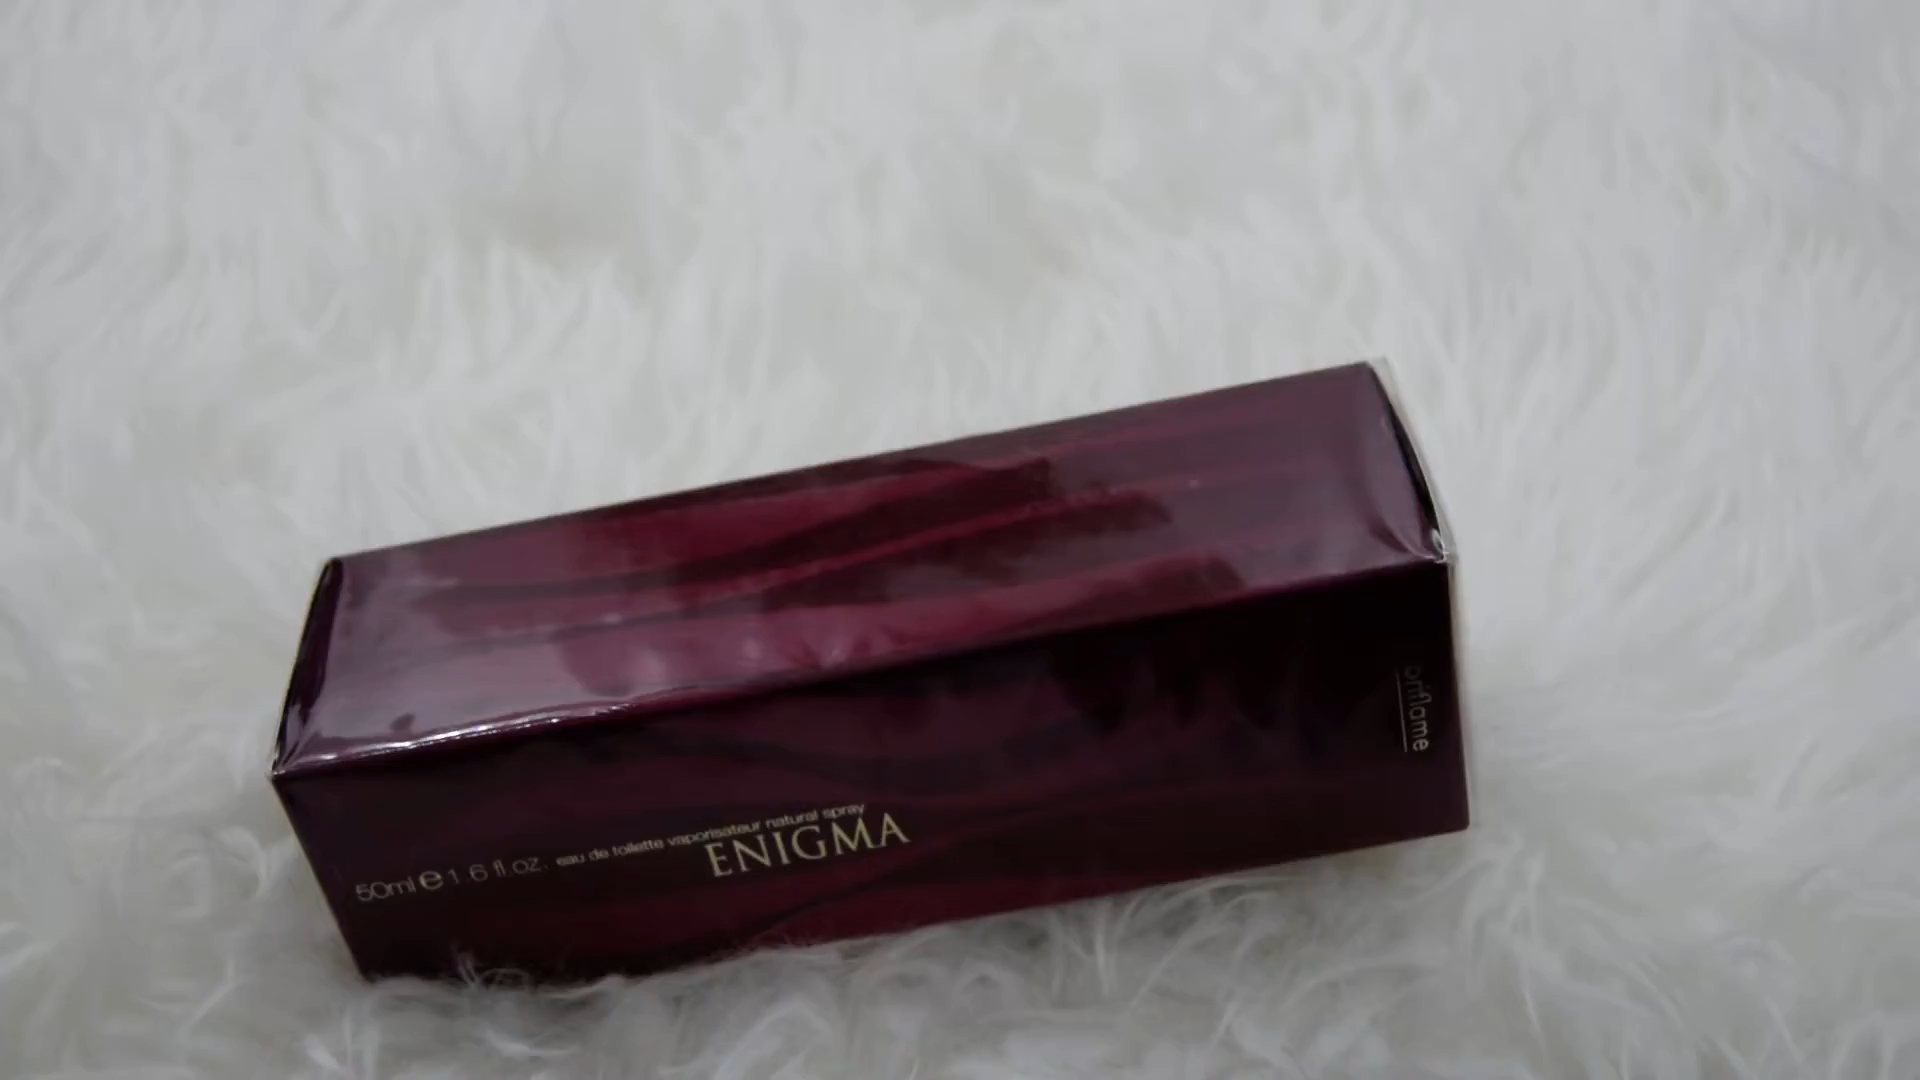 50ml e 1.6 fl.oz. eau de toilette vaporisateur natural spray
ENIGMA
oriflame